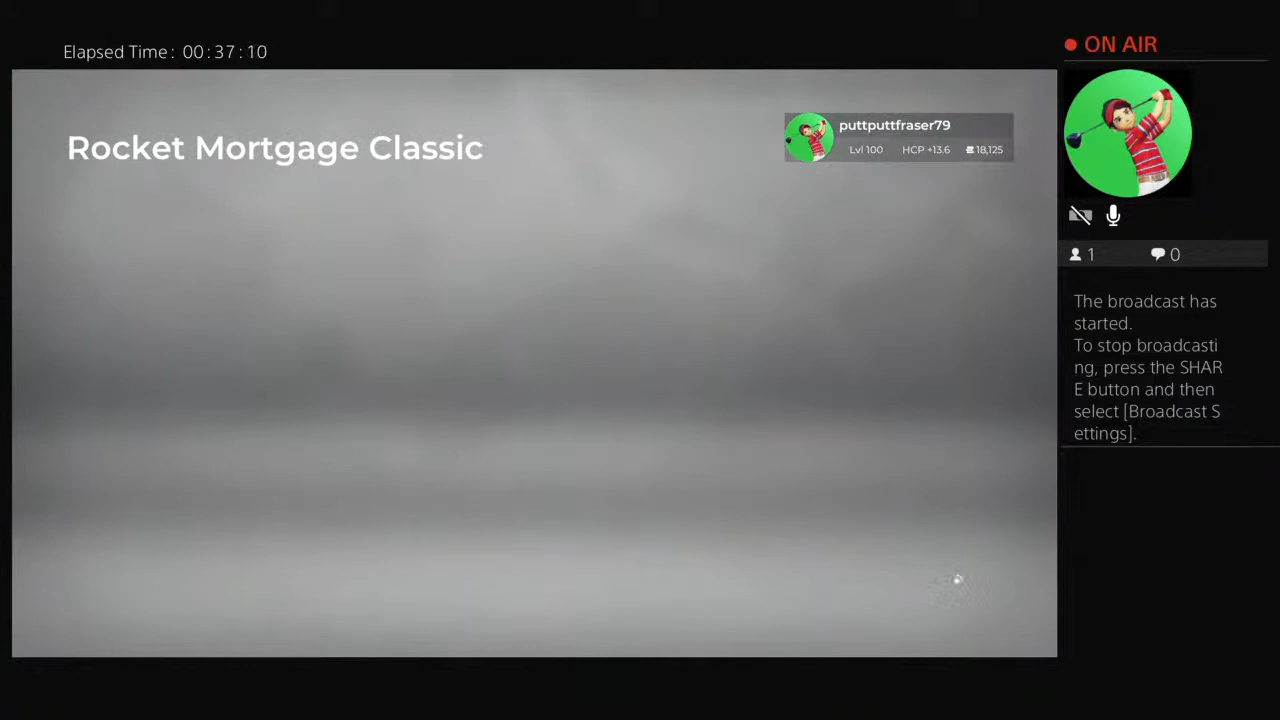 Elapsed Time: 00:37:10
ON AIR
Rocket Mortgage Classic
puttputtfraser79
Lvl 100 HCP +13.6 18,125
1 0
The broadcast has
started.
To stop broadcasti
ng, press the SHAR
E button and then
select [Broadcast S
ettings].